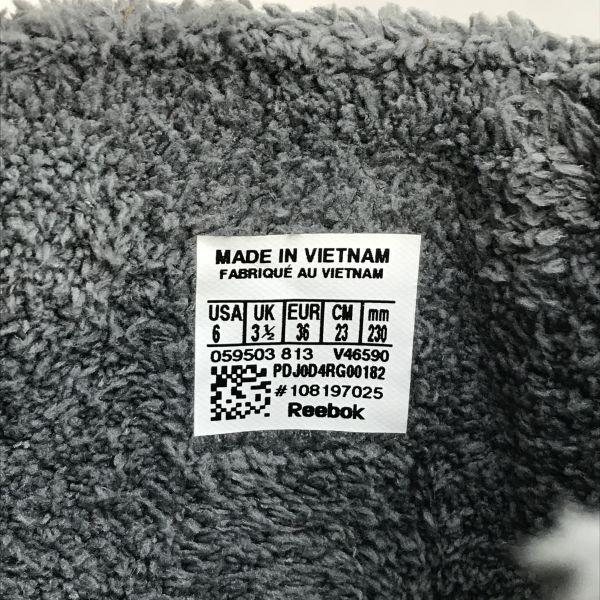 MADE IN VIETNAM
FABRIQUÉ AU VIETNAM
USA UK EUR CM mm
6 3½ 36 23 230
059503 813 V46590
PDJ0D4RG00182
#108197025
Reebok